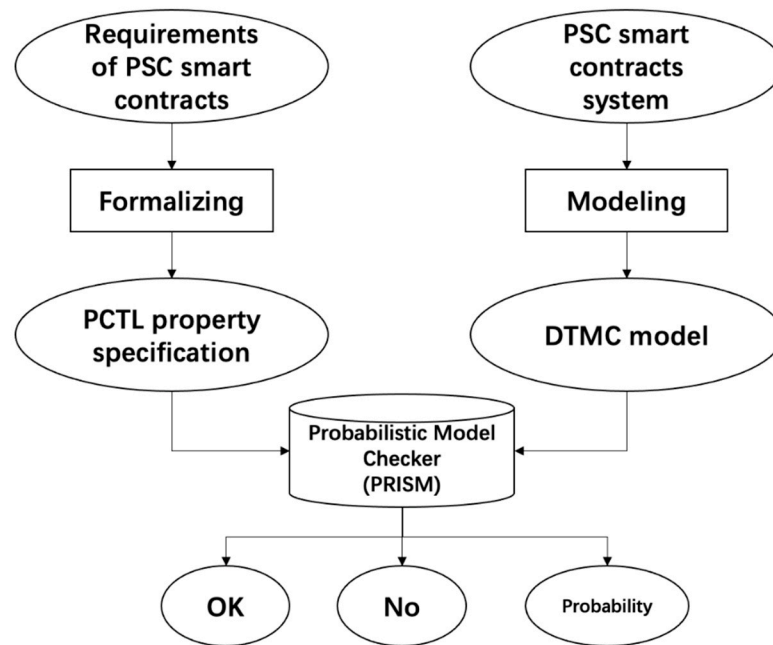 Requirements
of PSC smart
contracts
PSC smart
contracts
system
Formalizing
Modeling
PCTL property
specification
DTMC model
Probabilistic Model
Checker
(PRISM)
OK
No
Probability